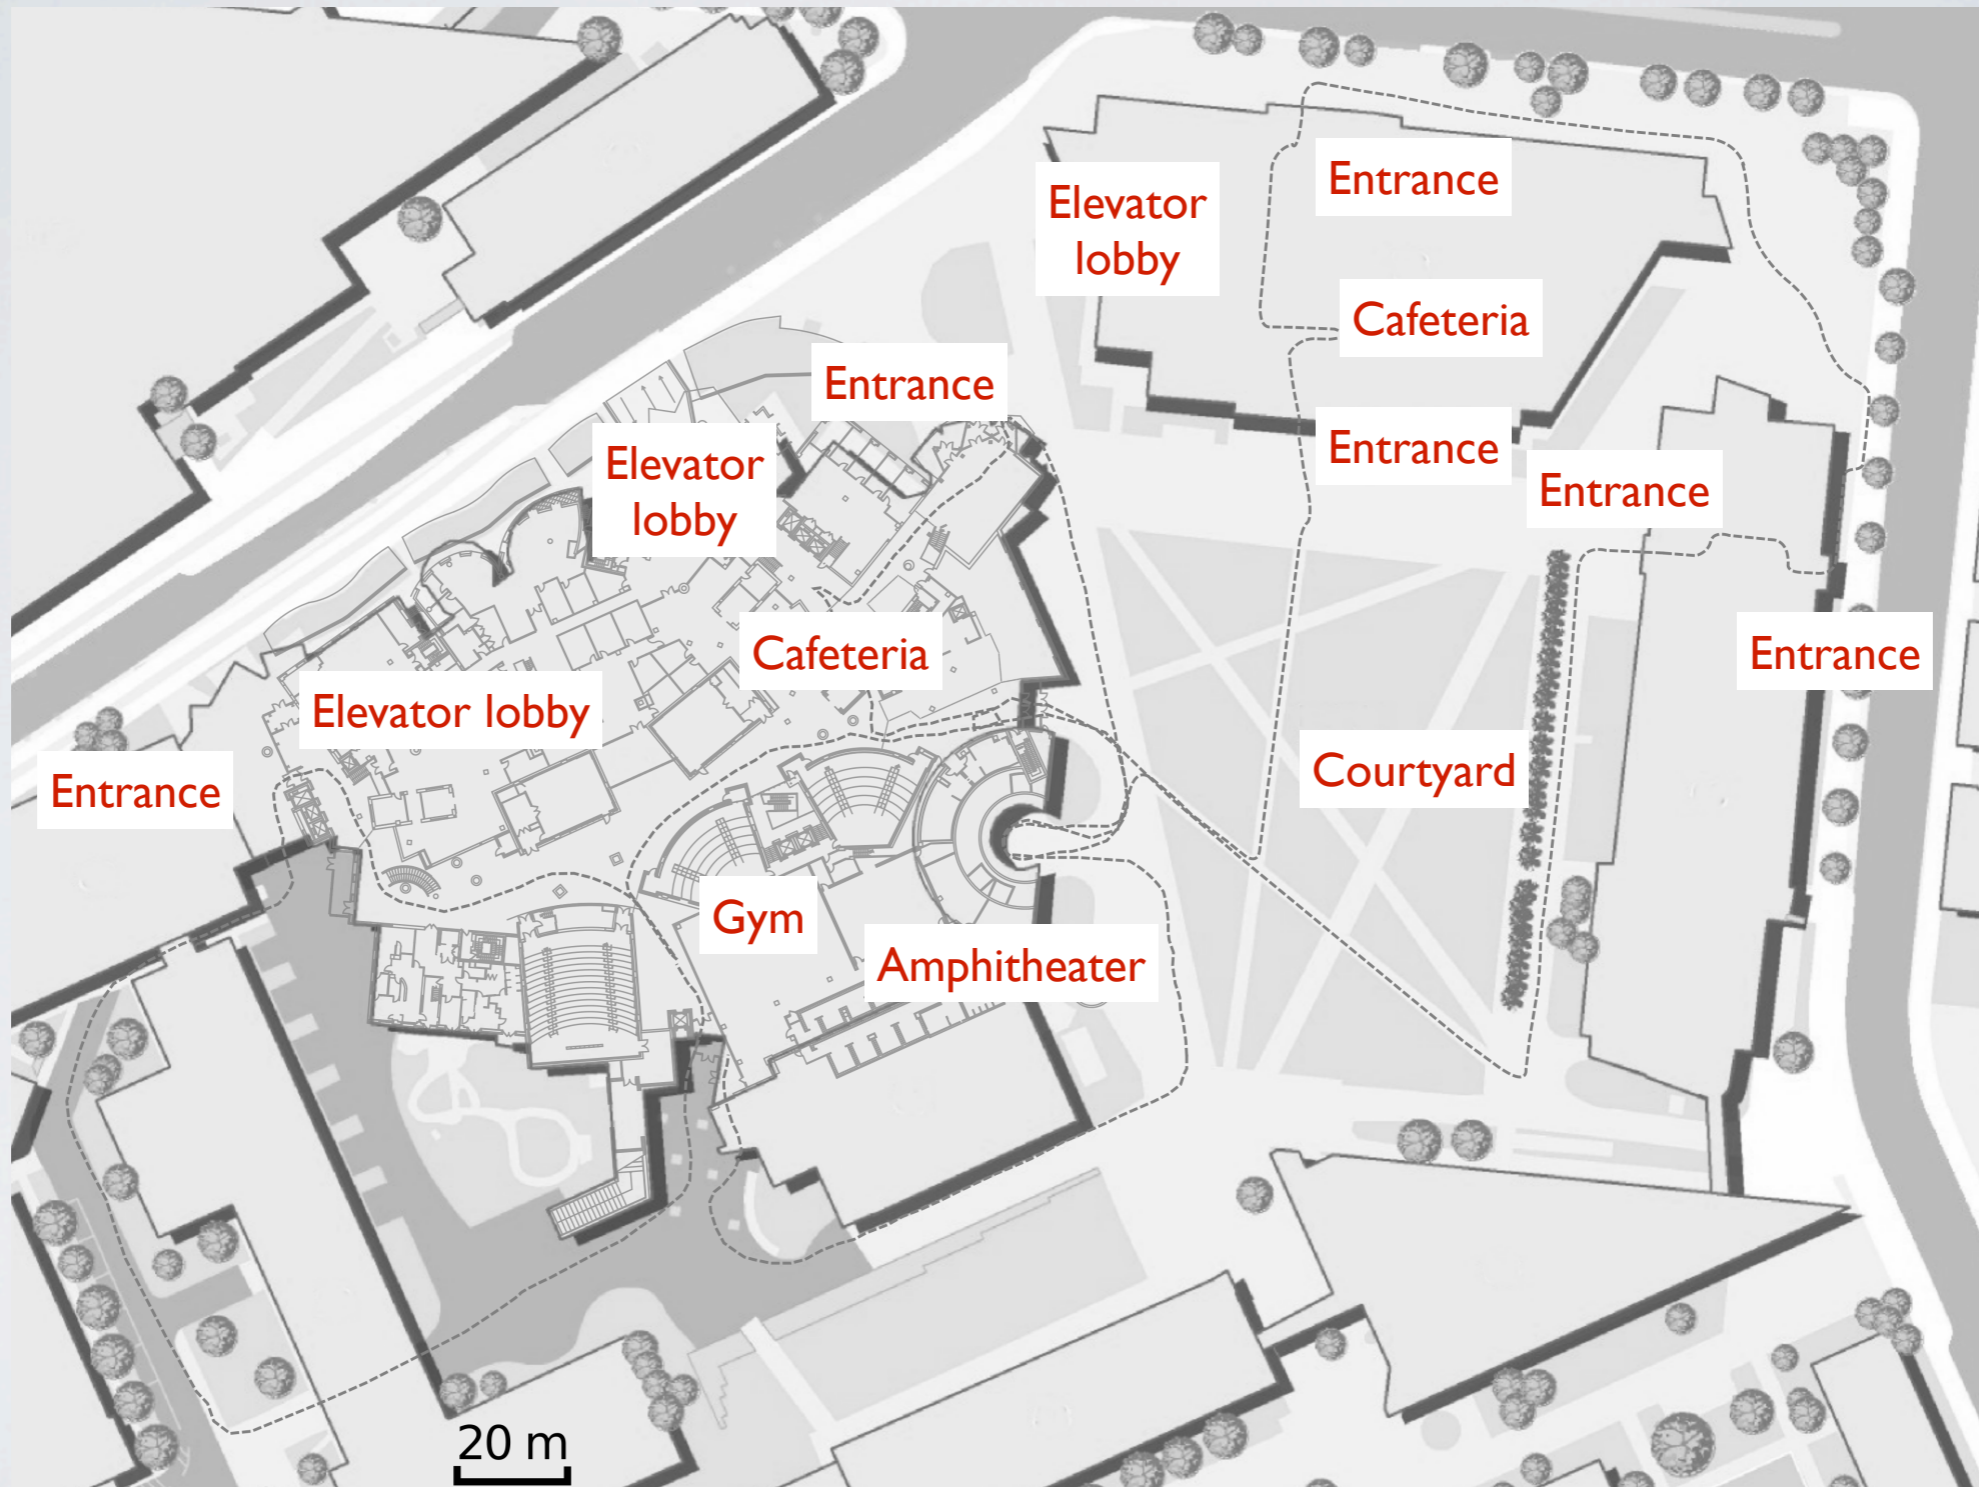 Entrance
Elevator
lobby
Cafeteria
Entrance
Entrance
Elevator
lobby
Entrance
Cafeteria
Entrance
Elevator lobby
Courtyard
Entrance
Gym
Amphitheater
20 m